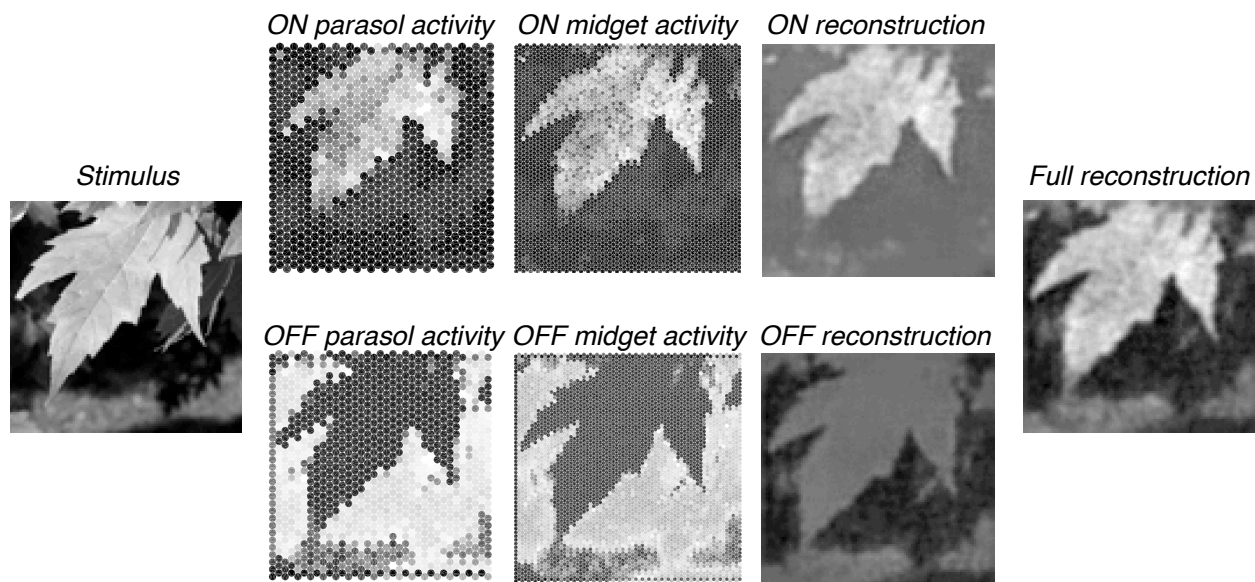 ON parasol activity
ON midget activity
ON reconstruction
Stimulus
Full reconstruction
OFF parasol activity
OFF midget activity
OFF reconstruction